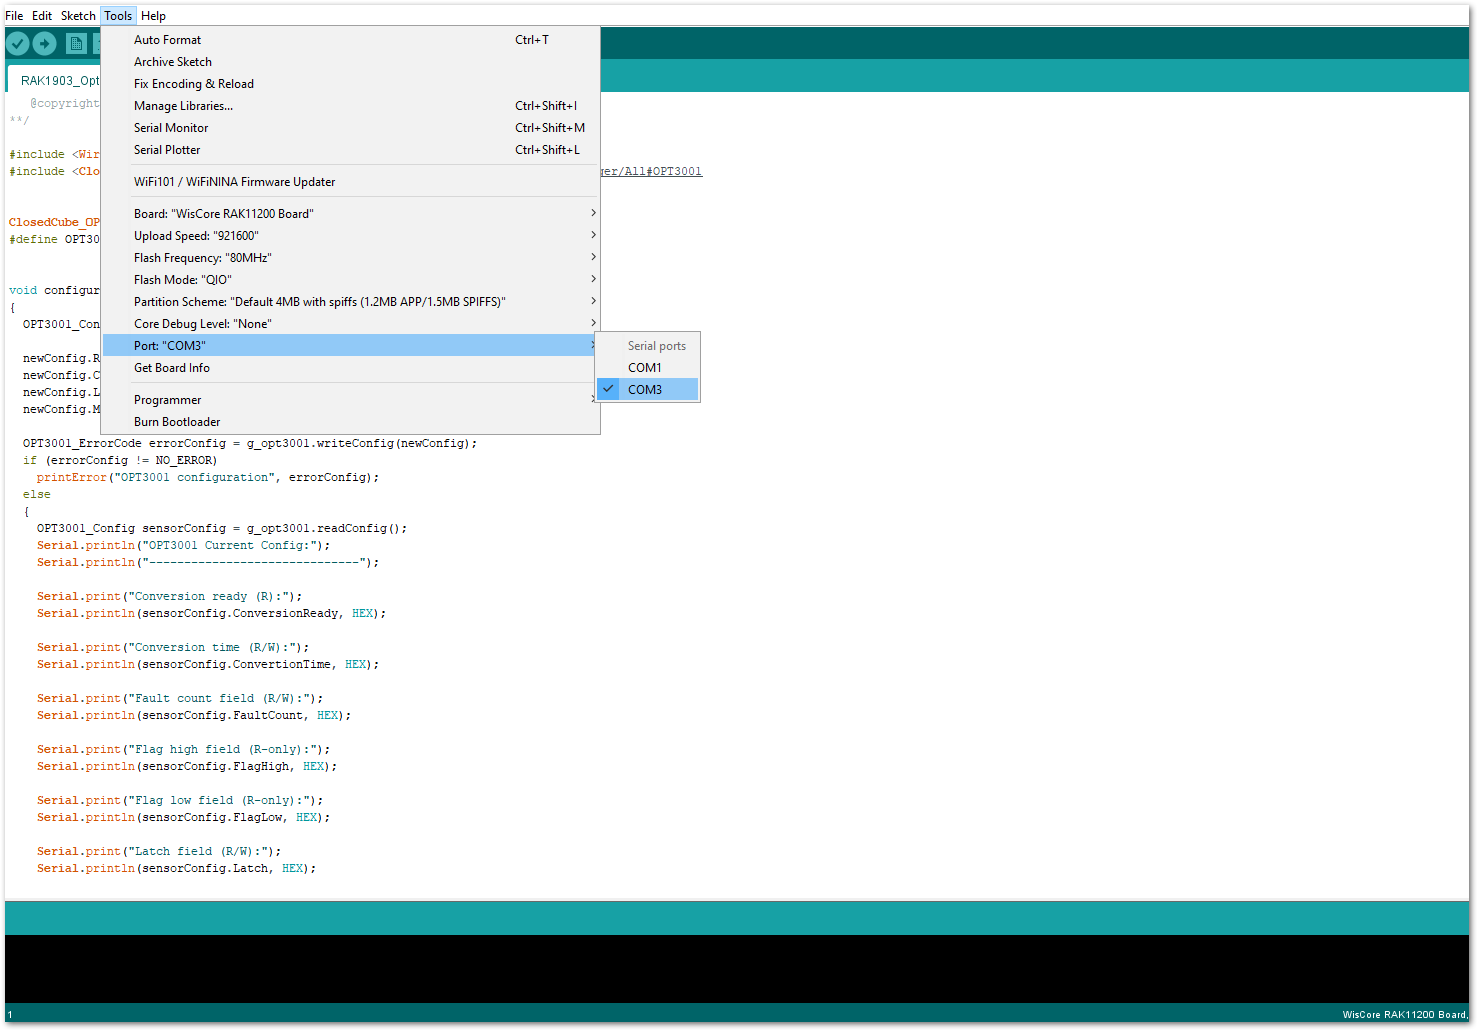 File Edit Sketch Tools Help
Auto Format Ctrl+T
Archive Sketch
Fix Encoding & Reload
Manage Libraries... Ctrl+Shift+I
Serial Monitor Ctrl+Shift+M
Serial Plotter Ctrl+Shift+L
WiFi101 / WiFiNINA Firmware Updater
Board: "WisCore RAK11200 Board"
Upload Speed: "921600"
Flash Frequency: "80MHz"
Flash Mode: "QIO"
Partition Scheme: "Default 4MB with spiffs (1.2MB APP/1.5MB SPIFFS)"
Core Debug Level: "None"
Port: "COM3"
Get Board Info
Programmer
Burn Bootloader
Serial ports
COM1
COM3
RAK1903_Opt
@copyright
**/
#include <Wir
#include <Clo
ger/All#OPT3001
ClosedCube_OP
#define OPT30
void configur
{
OPT3001_Con
newConfig.R
newConfig.C
newConfig.L
newConfig.M
OPT3001_ErrorCode errorConfig = g_opt3001.writeConfig(newConfig);
if (errorConfig != NO_ERROR)
printError("OPT3001 configuration", errorConfig);
else
{
OPT3001_Config sensorConfig = g_opt3001.readConfig();
Serial.println("OPT3001 Current Config:");
Serial.println("------------------------------");
Serial.print("Conversion ready (R):");
Serial.println(sensorConfig.ConversionReady, HEX);
Serial.print("Conversion time (R/W):");
Serial.println(sensorConfig.ConvertionTime, HEX);
Serial.print("Fault count field (R/W):");
Serial.println(sensorConfig.FaultCount, HEX);
Serial.print("Flag high field (R-only):");
Serial.println(sensorConfig.FlagHigh, HEX);
Serial.print("Flag low field (R-only):");
Serial.println(sensorConfig.FlagLow, HEX);
Serial.print("Latch field (R/W):");
Serial.println(sensorConfig.Latch, HEX);
1
WisCore RAK11200 Board,